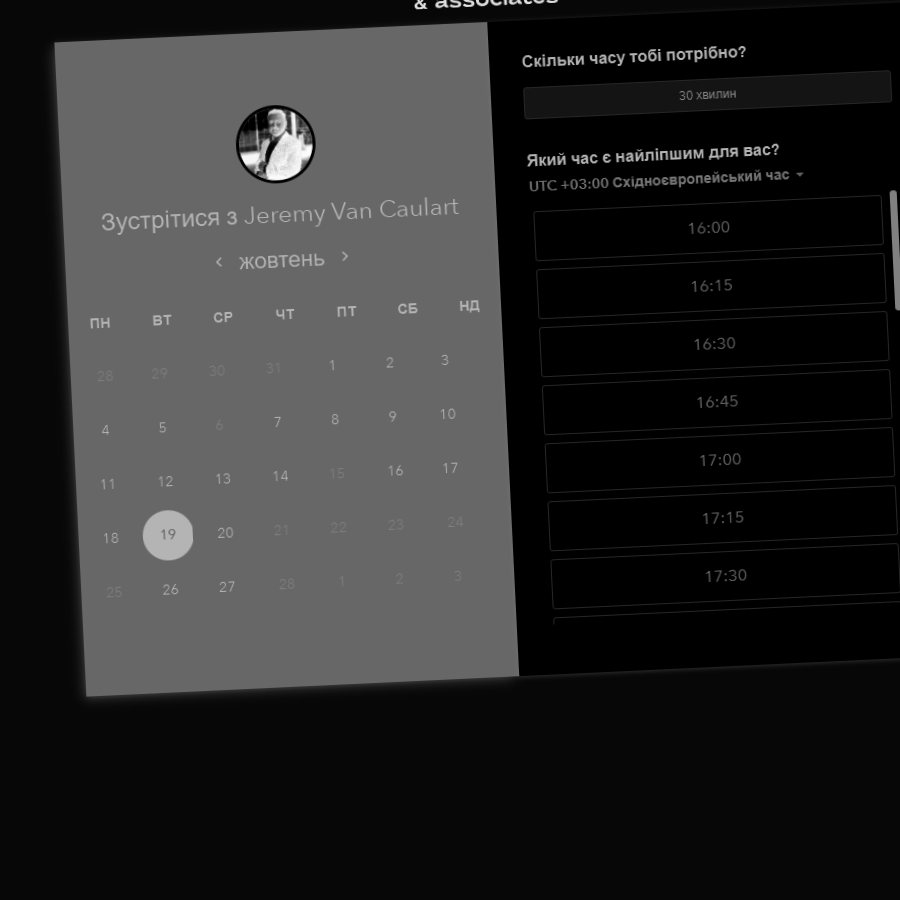 & associates
Зустрітися з Jeremy Van Caulart
жовтень
ПН ВТ СР ЧТ ПТ СБ НД
28 29 30 31 1 2 3
4 5 6 7 8 9 10
11 12 13 14 15 16 17
18 19 20 21 22 23 24
25 26 27 28 1 2 3
Скільки часу тобі потрібно?
30 хвилин
Який час є найліпшим для вас?
UTC +03:00 Східноєвропейський час
16:00
16:15
16:30
16:45
17:00
17:15
17:30